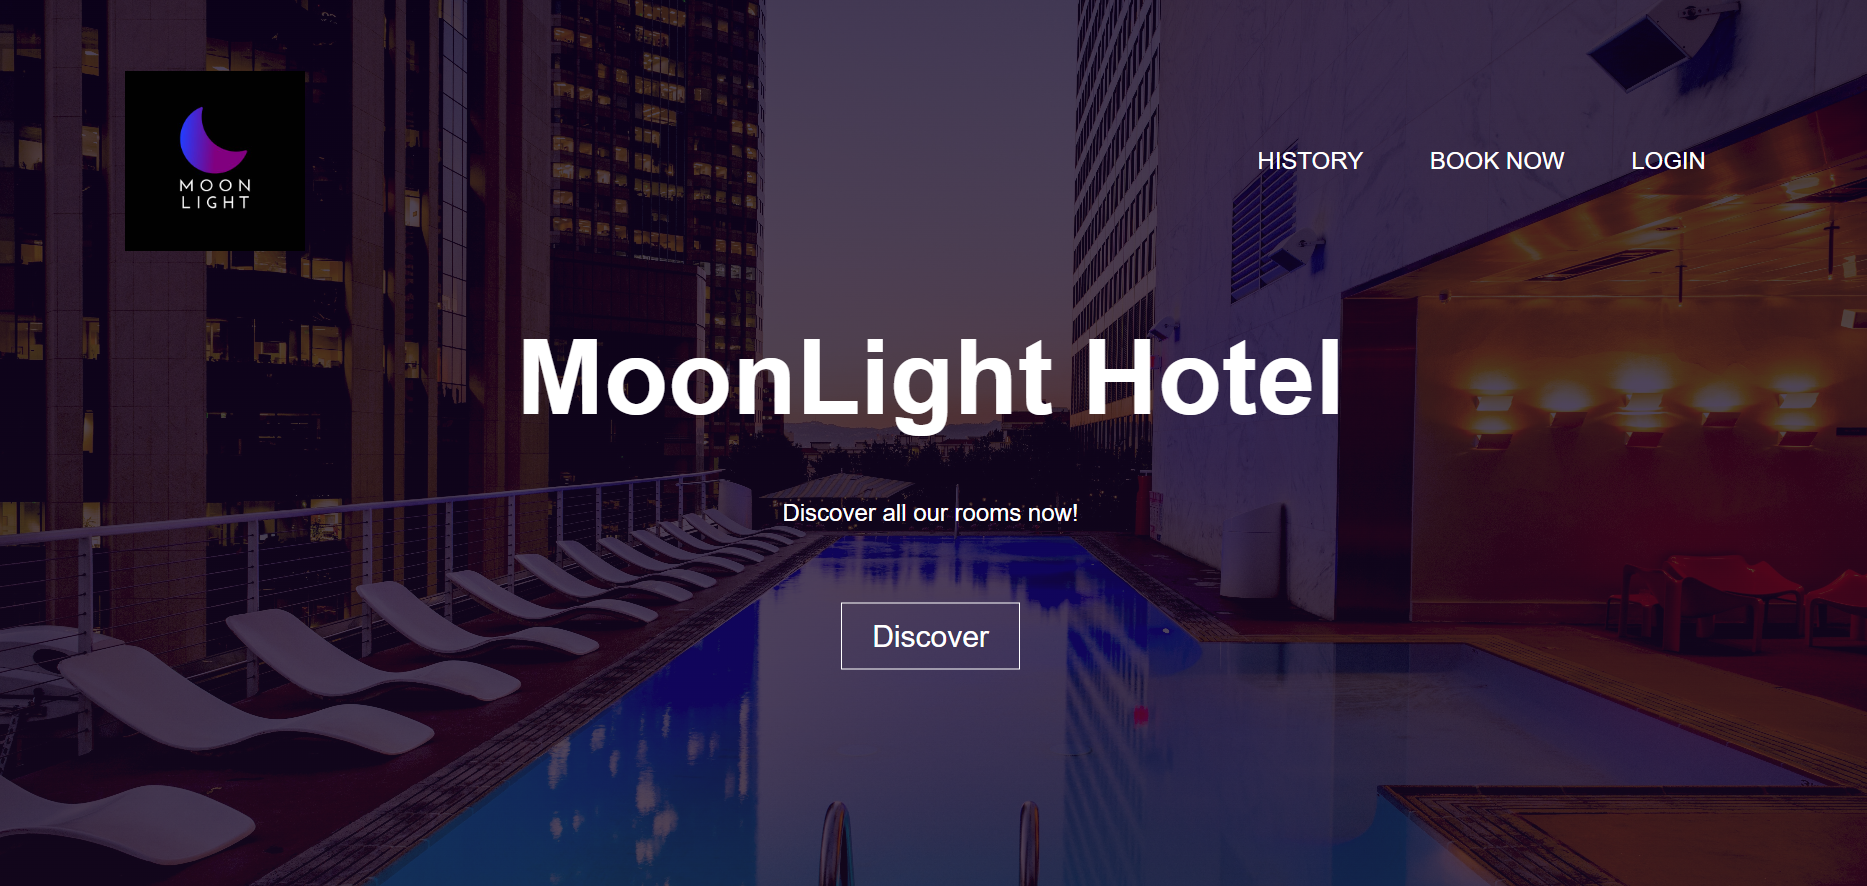 MOON
LIGHT
HISTORY
BOOK NOW
LOGIN
MoonLight Hotel
Discover all our rooms now!
Discover